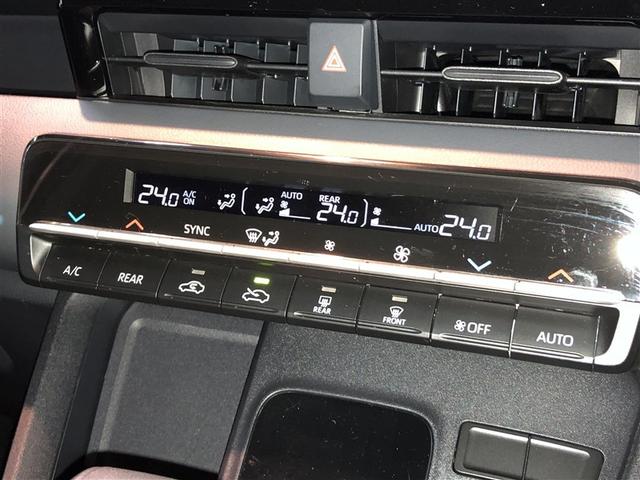 24.0 A/C ON AUTO REAR 24.0 AUTO 24.0
SYNC
A/C REAR REAR FRONT OFF AUTO